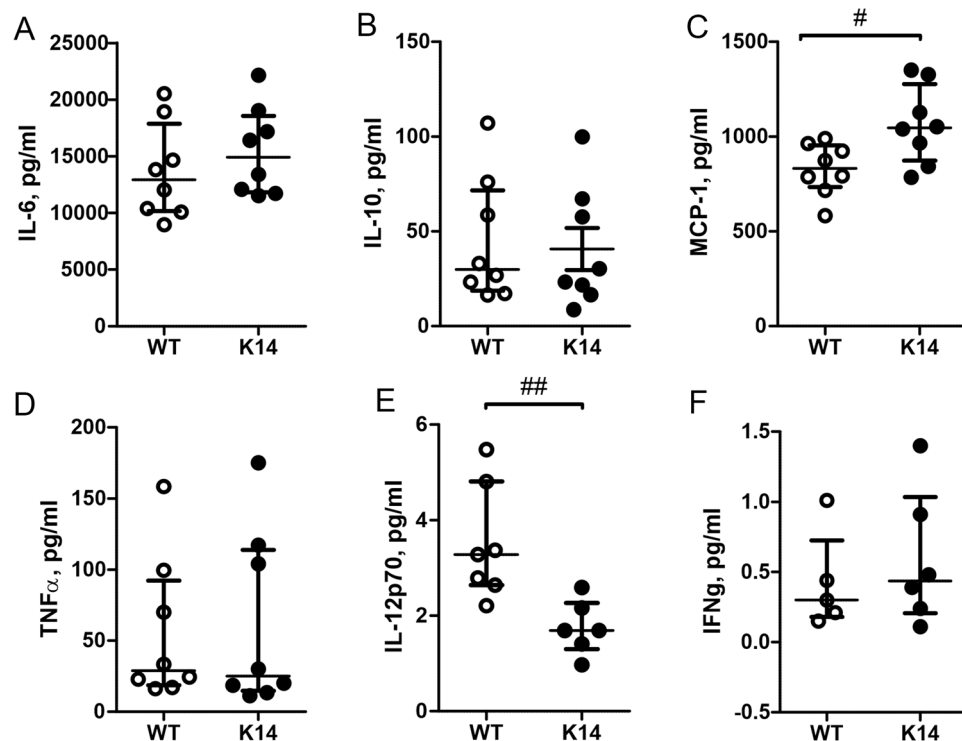 A
IL-6, pg/ml
25000
20000
15000
10000
5000
0
WT K14
B
IL-10, pg/ml
150
100
50
0
WT K14
C
#
MCP-1, pg/ml
1500
1000
500
0
WT K14
D
TNFα, pg/ml
200
150
100
50
0
WT K14
E
##
IL-12p70, pg/ml
6
4
2
0
WT K14
F
IFNg, pg/ml
1.5
1.0
0.5
0.0
-0.5
WT K14